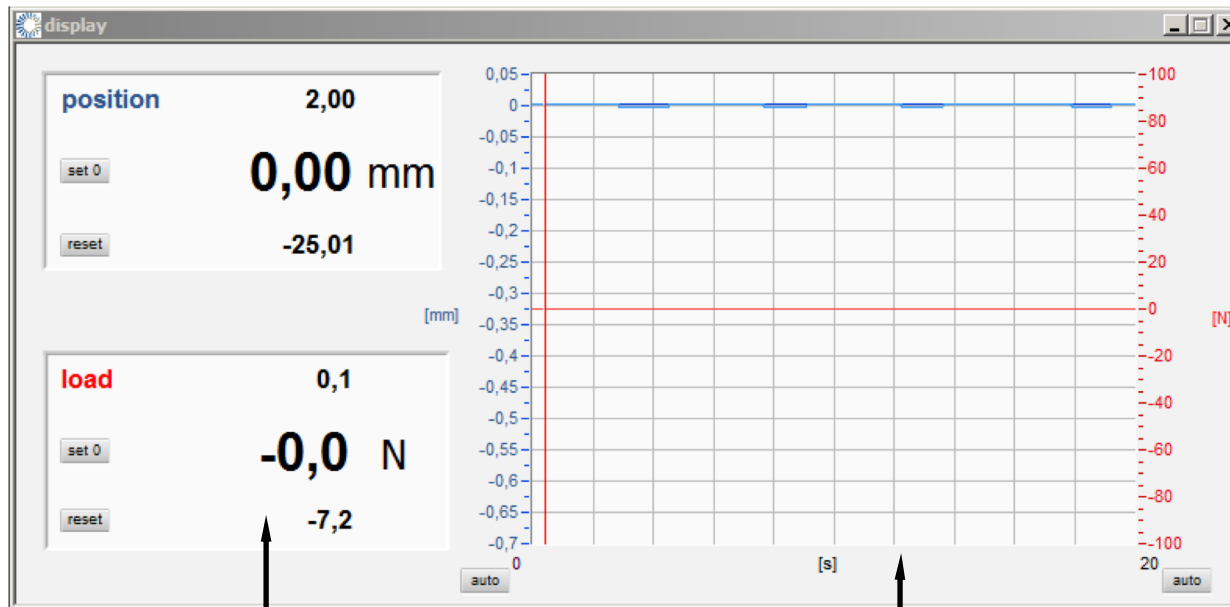 display
position 2,00
set 0 0,00 mm
reset -25,01
load 0,1
set 0 -0,0 N
reset -7,2
[mm]
0,05
0
-0,05
-0,1
-0,15
-0,2
-0,25
-0,3
-0,35
-0,4
-0,45
-0,5
-0,55
-0,6
-0,65
-0,7
100
80
60
40
20
0
-20
-40
-60
-80
-100
[N]
0 [s] 20
auto auto